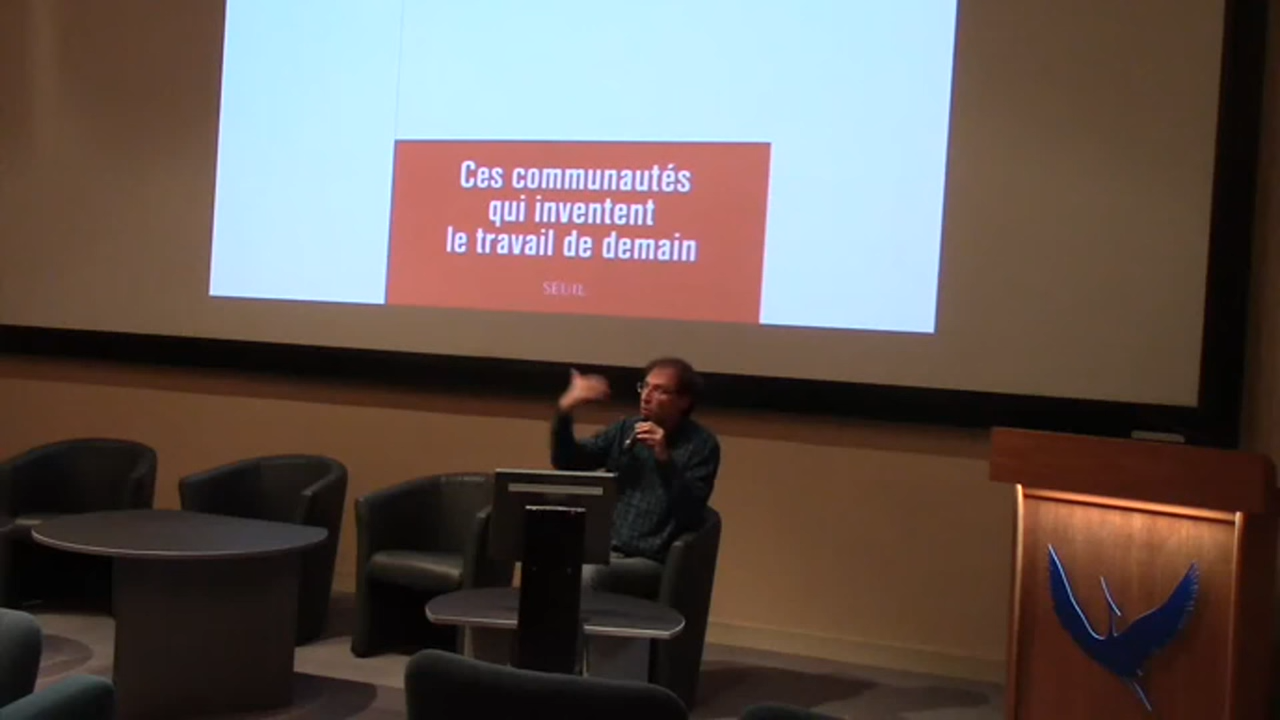 Ces communautés
qui inventent
le travail de demain
SEUIL